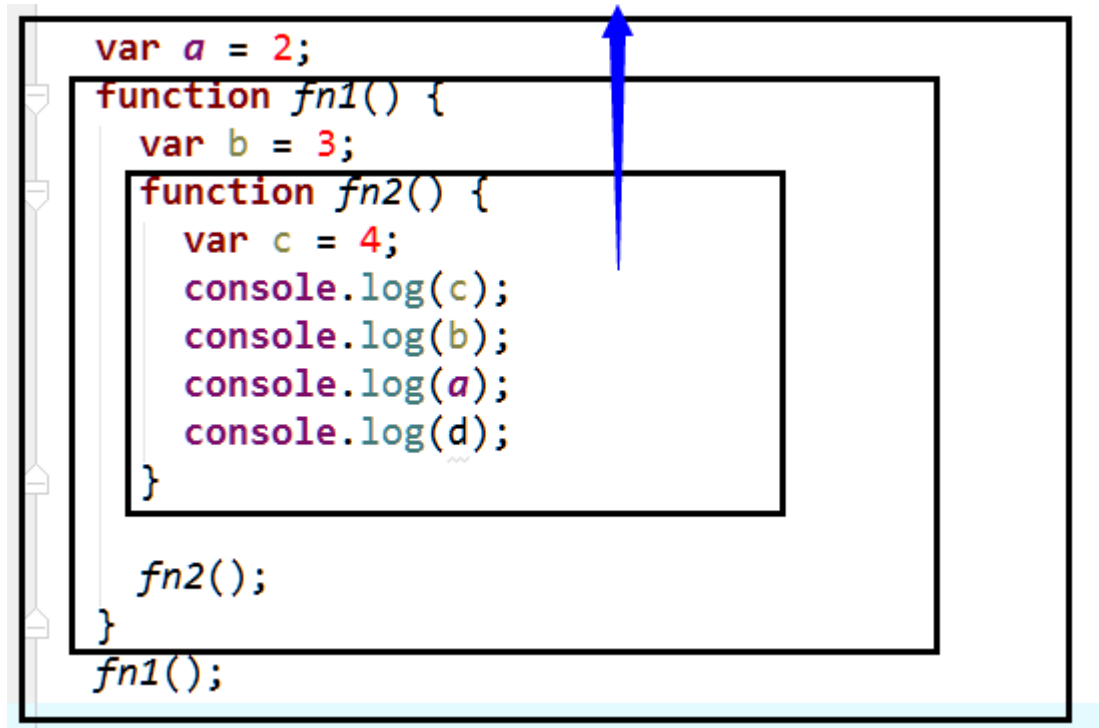 var a = 2;
function fn1() {
  var b = 3;
  function fn2() {
    var c = 4;
    console.log(c);
    console.log(b);
    console.log(a);
    console.log(d);
  }
  fn2();
}
fn1();